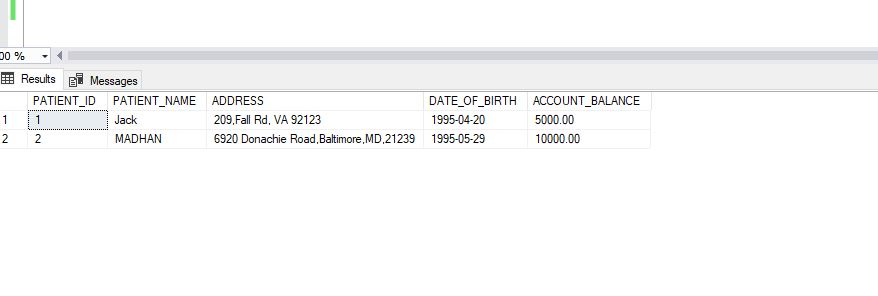 00 %
Results Messages
PATIENT_ID PATIENT_NAME ADDRESS DATE_OF_BIRTH ACCOUNT_BALANCE
1 1 Jack 209,Fall Rd, VA 92123 1995-04-20 5000.00
2 2 MADHAN 6920 Donachie Road,Baltimore,MD,21239 1995-05-29 10000.00